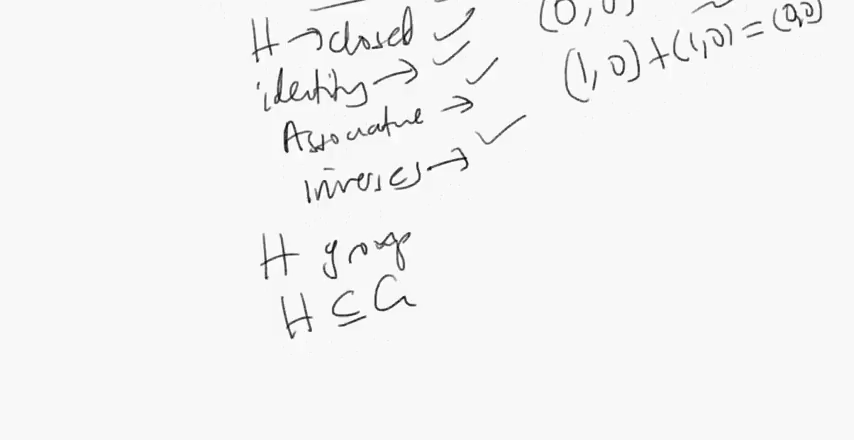 H → closed ✓
identity → ✓
Associative → ✓
inverses → ✓
(0,0)
(1,0)+(1,0)=(0,0)
H group
H ⊆ G